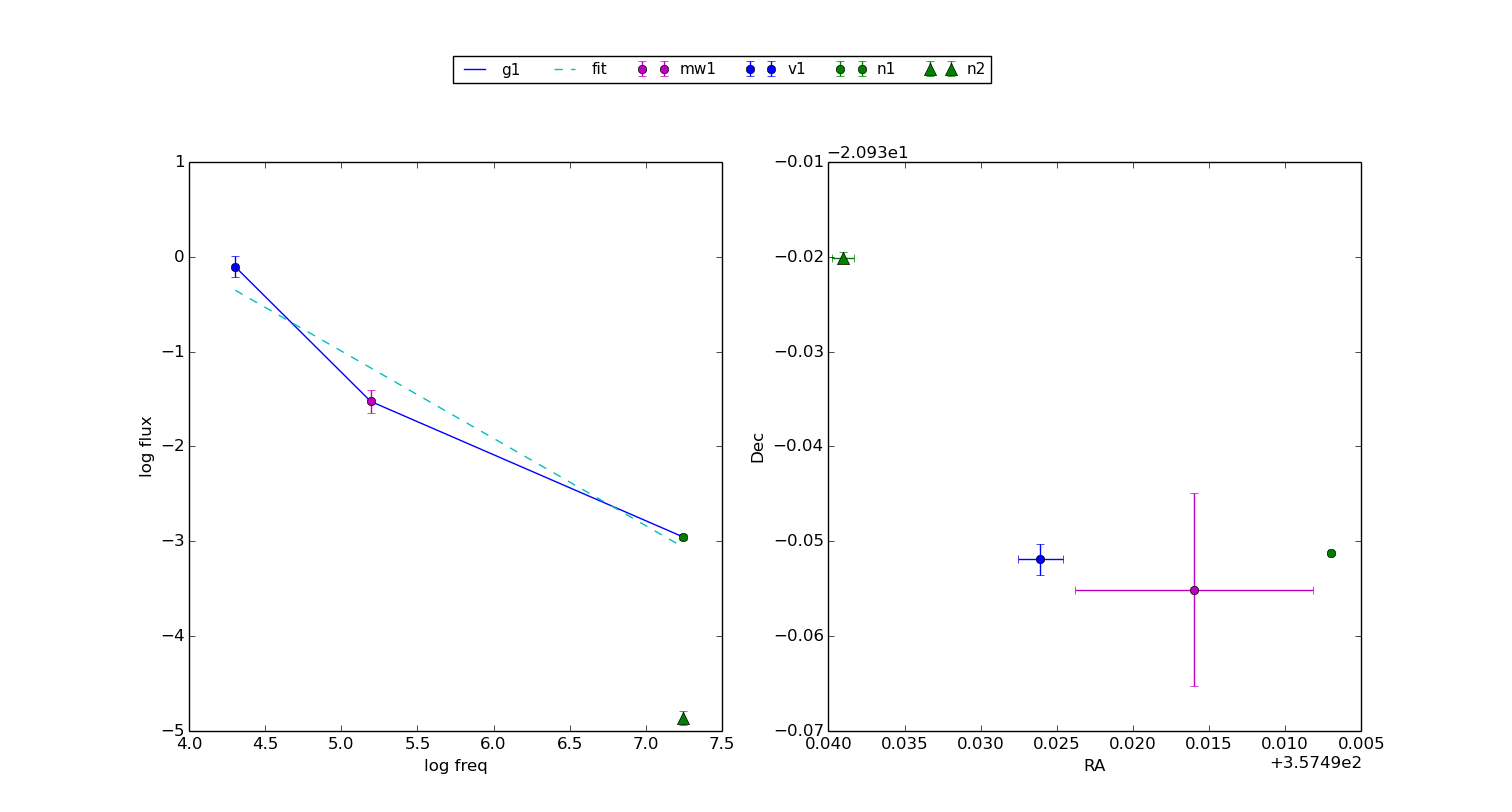 g1 fit mw1 v1 n1 n2
−2.093e1
1
0
−1
−2
−3
−4
−5
log flux
4.0 4.5 5.0 5.5 6.0 6.5 7.0 7.5
log freq
−0.01
−0.02
−0.03
−0.04
−0.05
−0.06
−0.07
Dec
0.040 0.035 0.030 0.025 0.020 0.015 0.010 0.005
+3.5749e2
RA